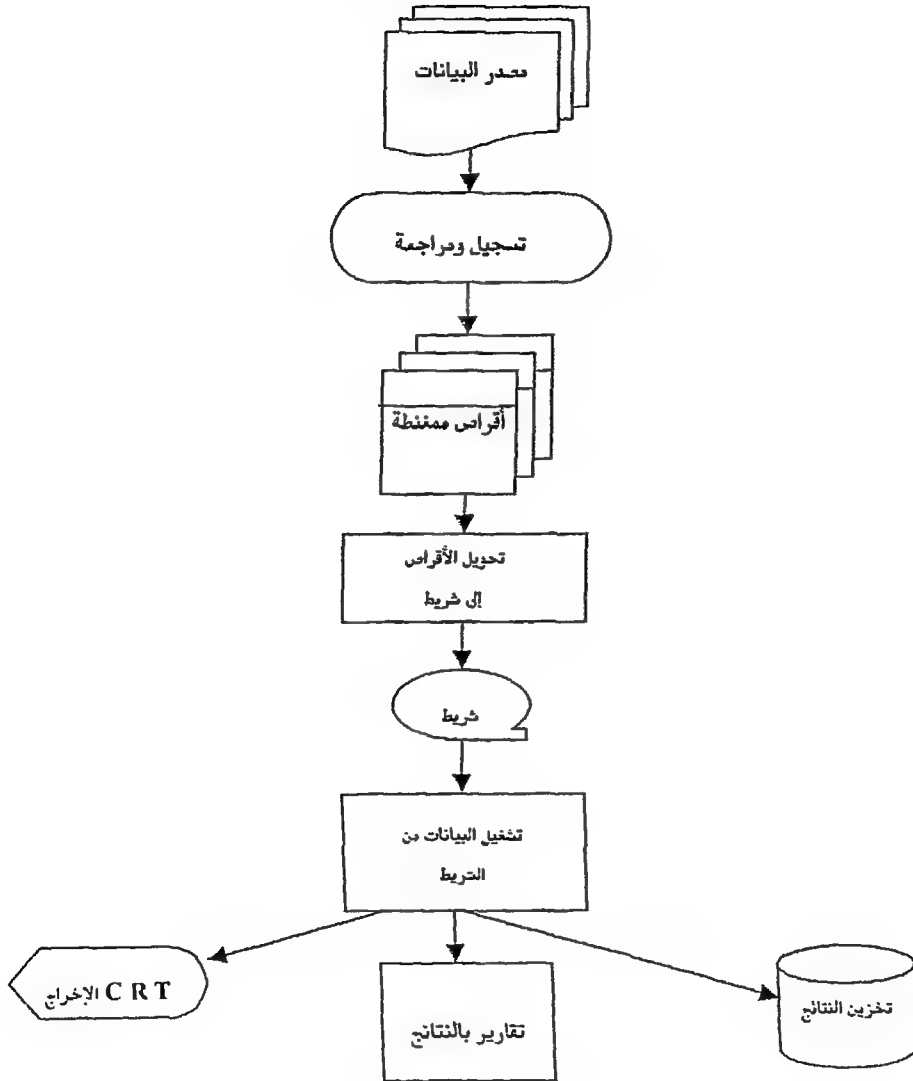 مصدر البيانات
تسجيل ومراجعة
أقراص ممغنطة
تحويل الأقراص
إلى شريط
شريط
تشغيل البيانات من
الشريط
الإخراج CRT
تقارير بالنتائج
تخزين النتائج